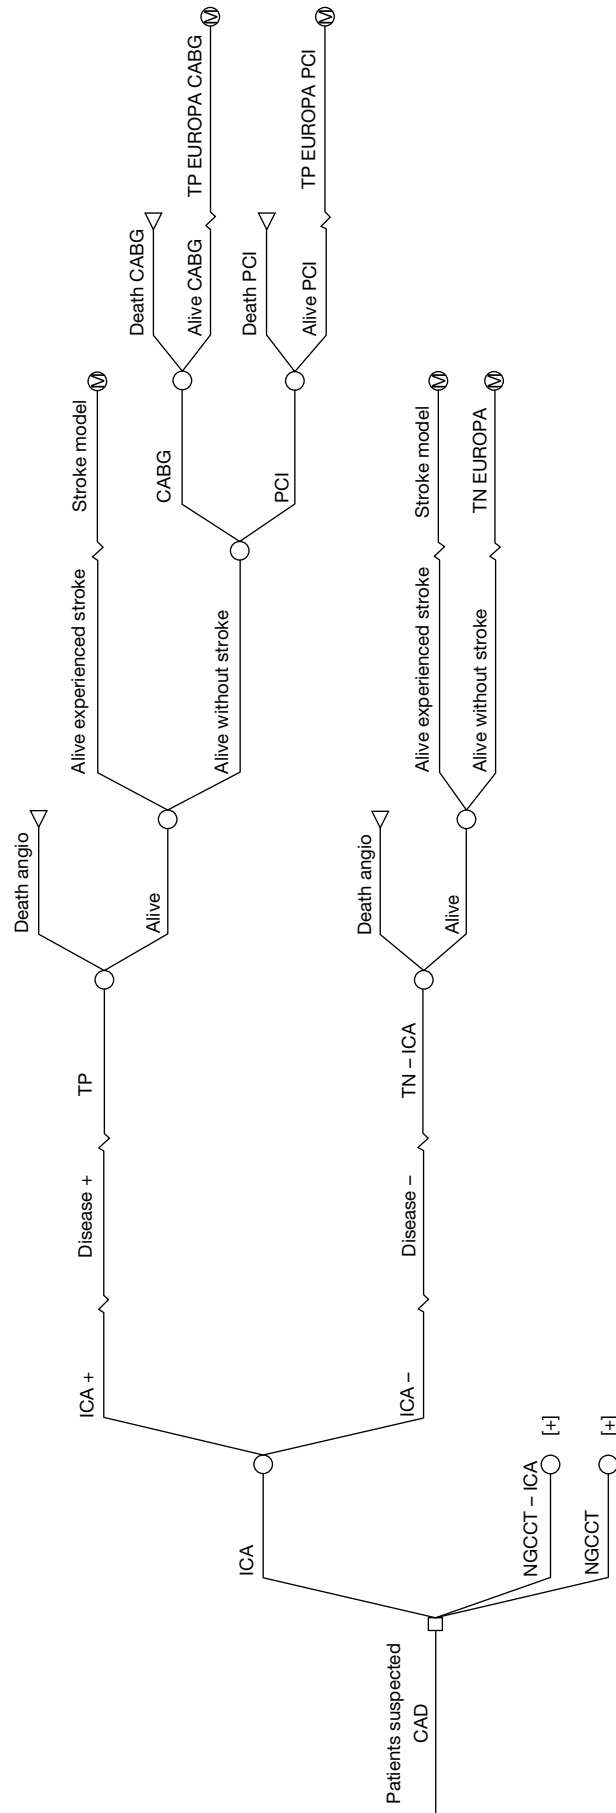 Patients suspected
CAD
ICA
ICA +
Disease +
TP
Death angio
Alive
Alive experienced stroke
Stroke model
M
Alive without stroke
CABG
Death CABG
Alive CABG
TP EUROPA CABG
M
PCI
Death PCI
Alive PCI
TP EUROPA PCI
M
ICA –
Disease –
TN – ICA
Death angio
Alive
Alive experienced stroke
Stroke model
M
Alive without stroke
TN EUROPA
M
NGCCT – ICA
[+]
NGCCT
[+]